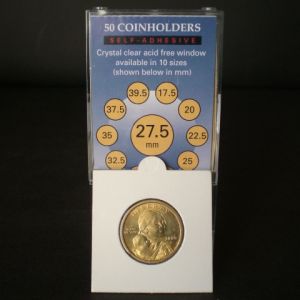 50 COINHOLDERS
SELF-ADHESIVE
Crystal clear acid free window
available in 10 sizes
(shown below in mm)
39.5 17.5
37.5 20
35 27.5 22.5
mm
32.5 25
LIBERTY